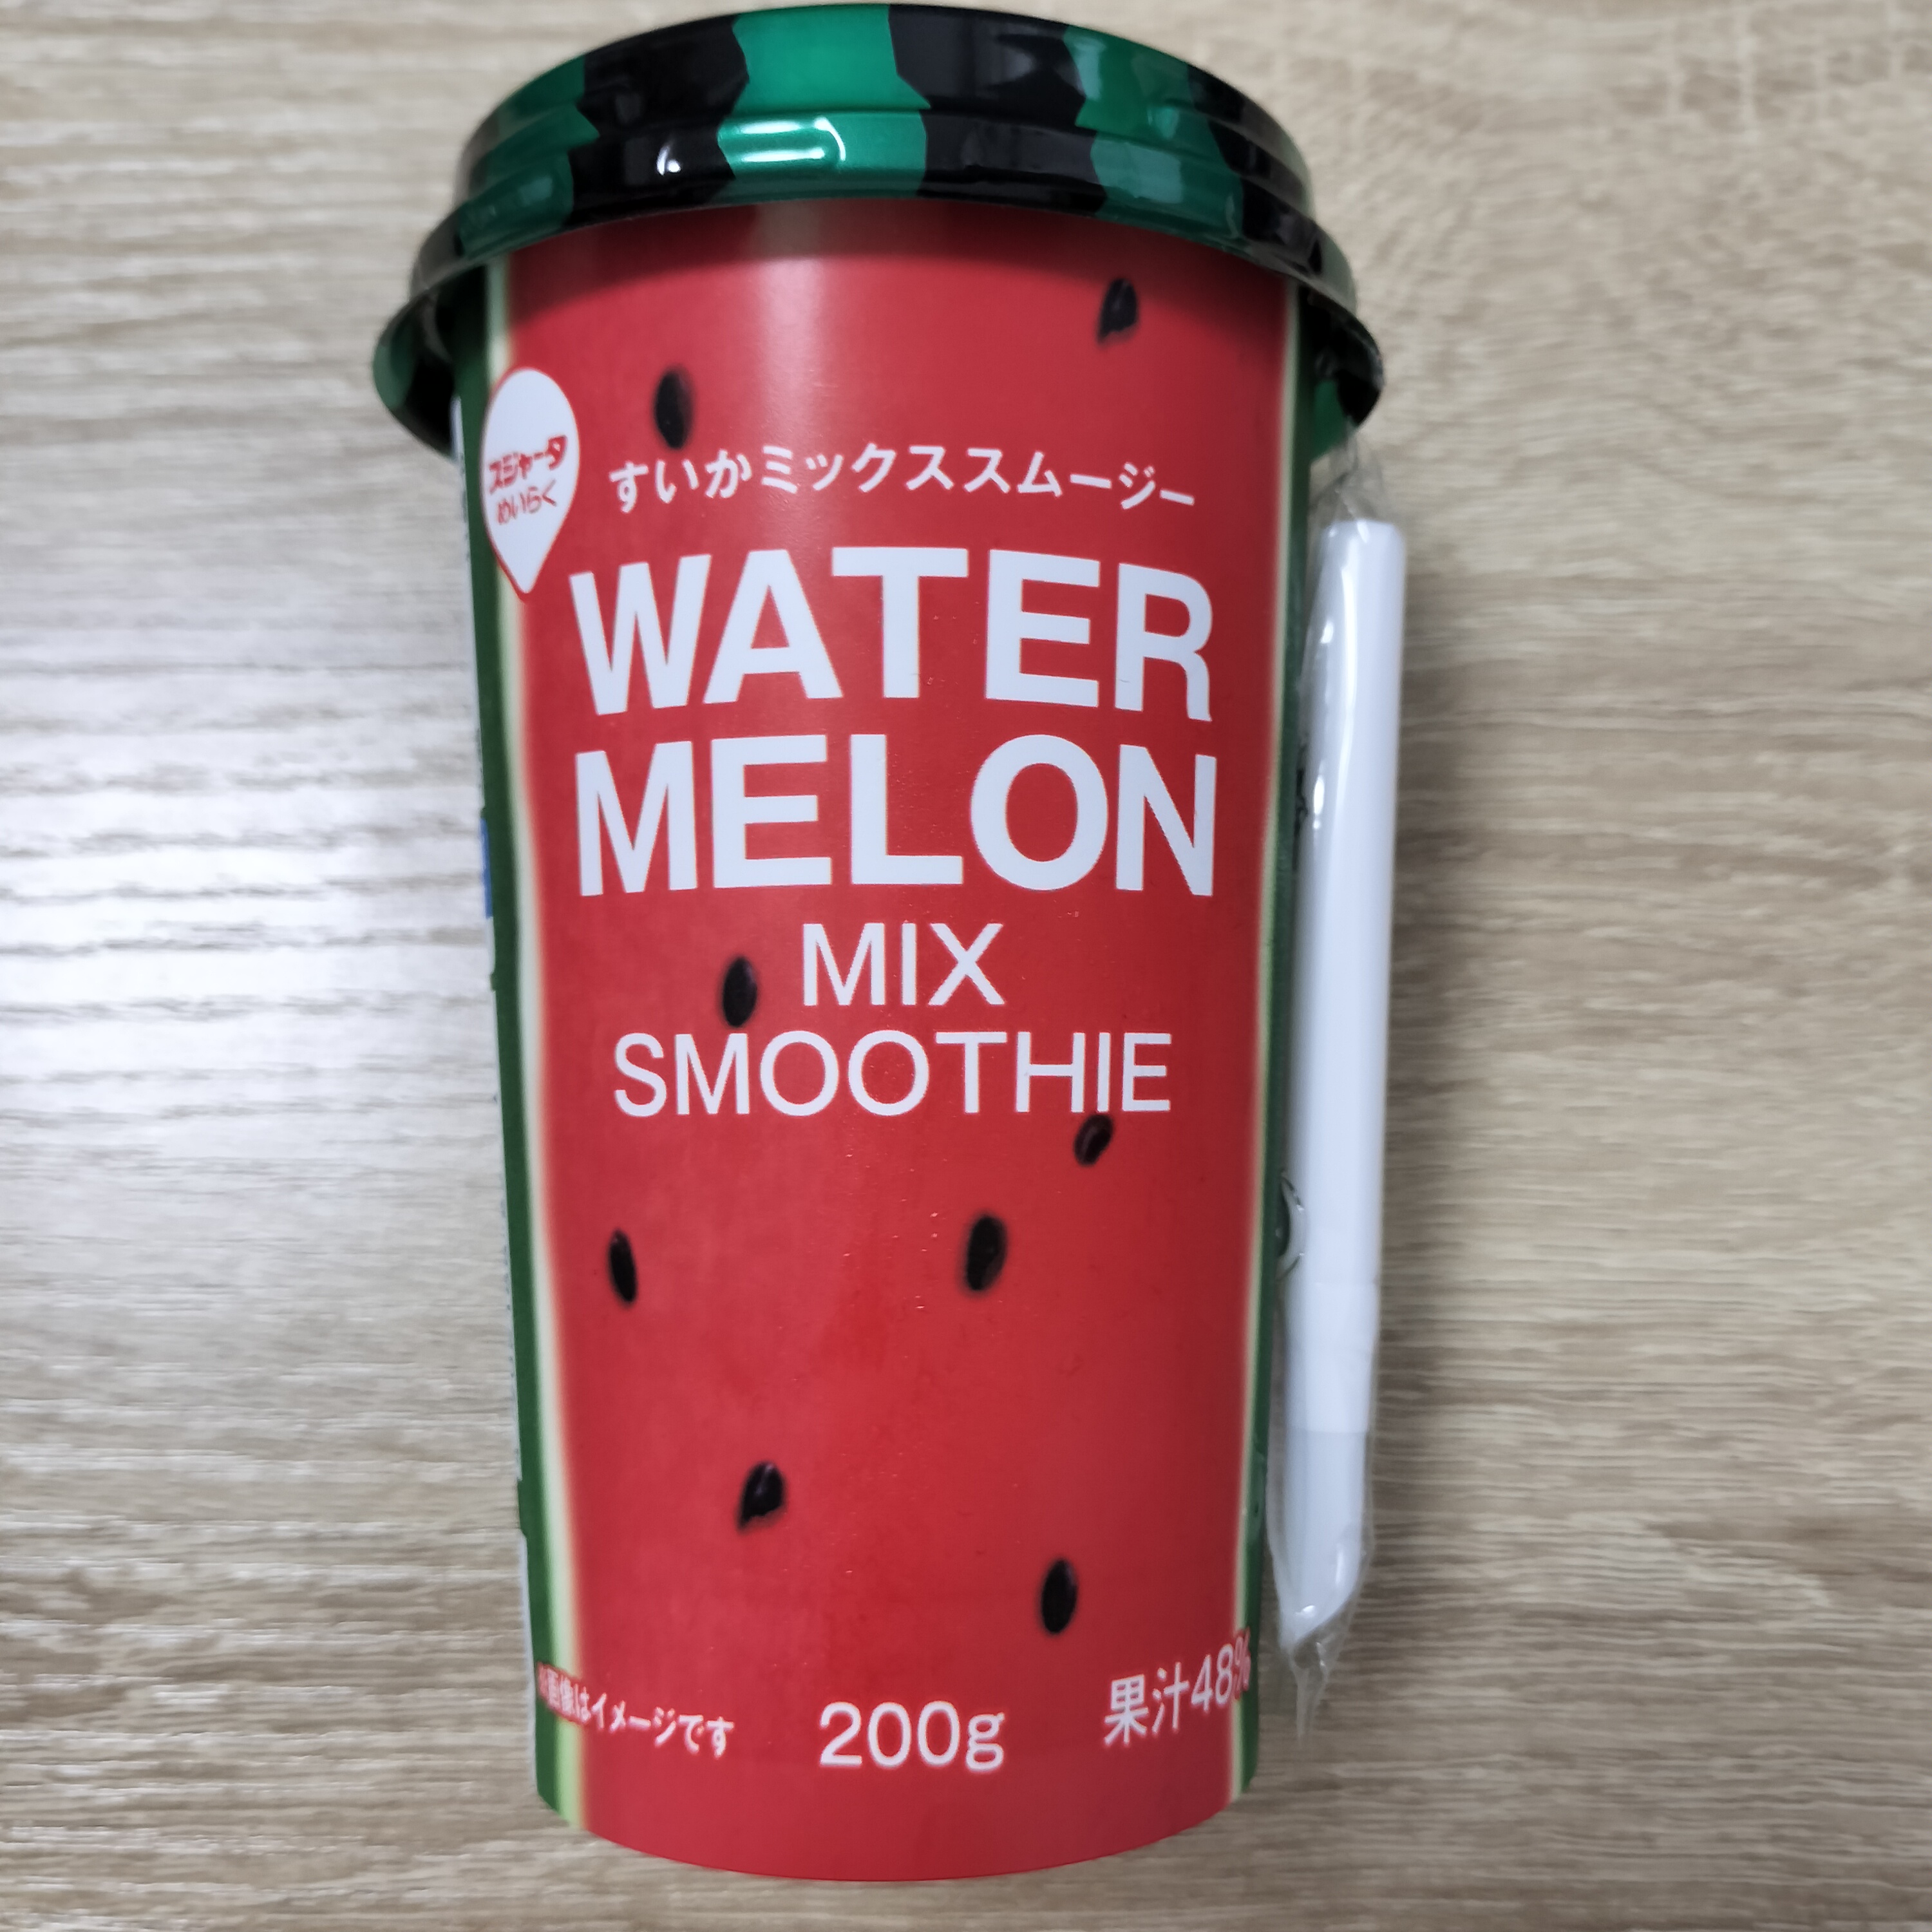 スジャータ
めいらく
すいかミックススムージー
WATER
MELON
MIX
SMOOTHIE
※画像はイメージです
200g
果汁48%